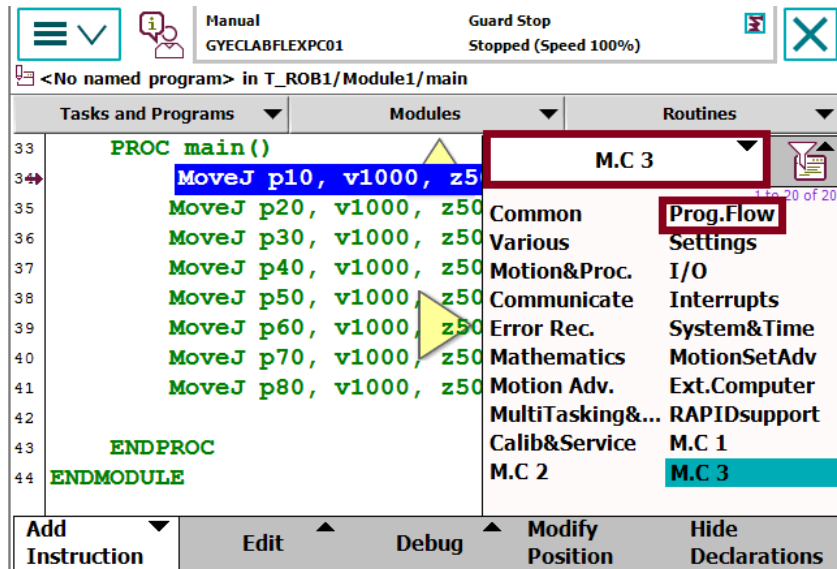 Manual
GYECLABFLEXPC01
Guard Stop
Stopped (Speed 100%)
<No named program> in T_ROB1/Module1/main
Tasks and Programs
Modules
Routines
33 PROC main()
34 MoveJ p10, v1000, z5
35 MoveJ p20, v1000, z50
36 MoveJ p30, v1000, z50
37 MoveJ p40, v1000, z50
38 MoveJ p50, v1000, z50
39 MoveJ p60, v1000, z50
40 MoveJ p70, v1000, z50
41 MoveJ p80, v1000, z50
42
43 ENDPROC
44 ENDMODULE
M.C 3
1 to 20 of 20
Common Prog.Flow
Various Settings
Motion&Proc. I/O
Communicate Interrupts
Error Rec. System&Time
Mathematics MotionSetAdv
Motion Adv. Ext.Computer
MultiTasking&... RAPIDsupport
Calib&Service M.C 1
M.C 2 M.C 3
Add
Instruction
Edit
Debug
Modify
Position
Hide
Declarations